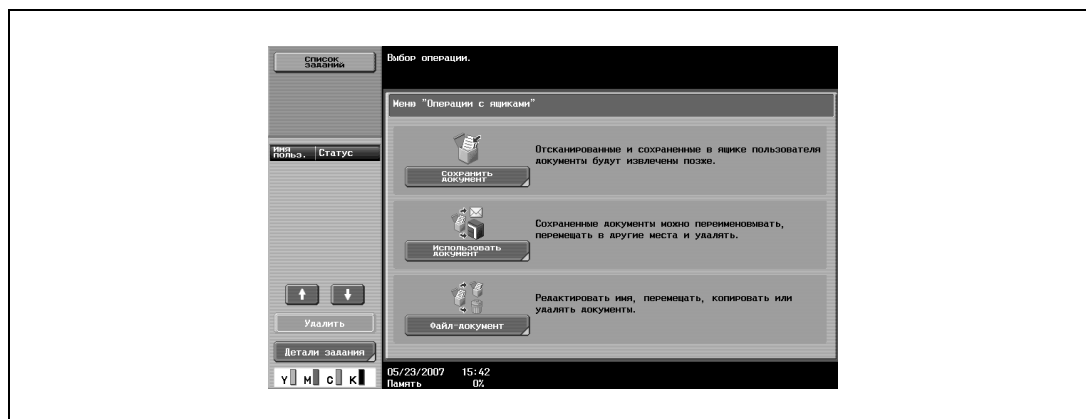 Список
заданий
Выбор операции.
Меню "Операции с ящиками"
Имя
польз.
Статус
Отсканированные и сохраненные в ящике пользователя
документы будут извлечены позже.
Сохранить
документ
Сохраненные документы можно переименовывать,
перемещать в другие места и удалять.
Использовать
документ
Редактировать имя, перемещать, копировать или
удалять документы.
Файл-документ
Удалить
Детали задания
Y M C K
05/23/2007 15:42
Память 0%